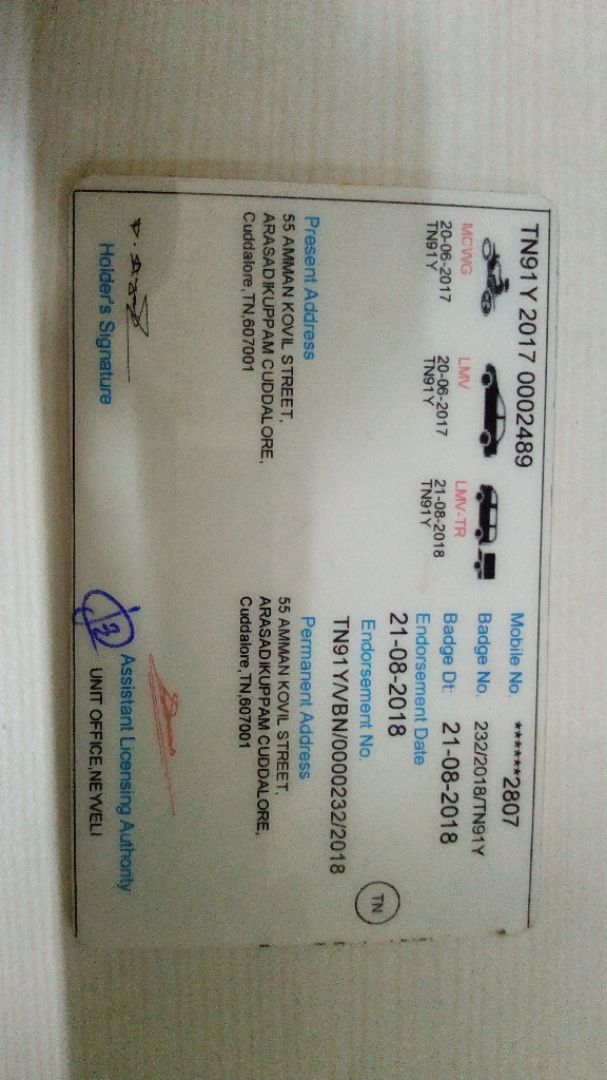 TN91Y 2017 0002489
Mobile No. ******2807
MCWG
20-06-2017
TN91Y
LMV
20-06-2017
TN91Y
LMV-TR
21-08-2018
TN91Y
Badge No. 232/2018/TN91Y
Badge Dt: 21-08-2018
Endorsement Date
21-08-2018
Endorsement No.
TN91Y/VBN/0000232/2018
TN
Present Address
55 AMMAN KOVIL STREET,
ARASADIKUPPAM CUDDALORE,
Cuddalore,TN,607001
Permanent Address
55 AMMAN KOVIL STREET,
ARASADIKUPPAM CUDDALORE,
Cuddalore,TN,607001
Holder's Signature
Assistant Licensing Authority
UNIT OFFICE,NEYVELI